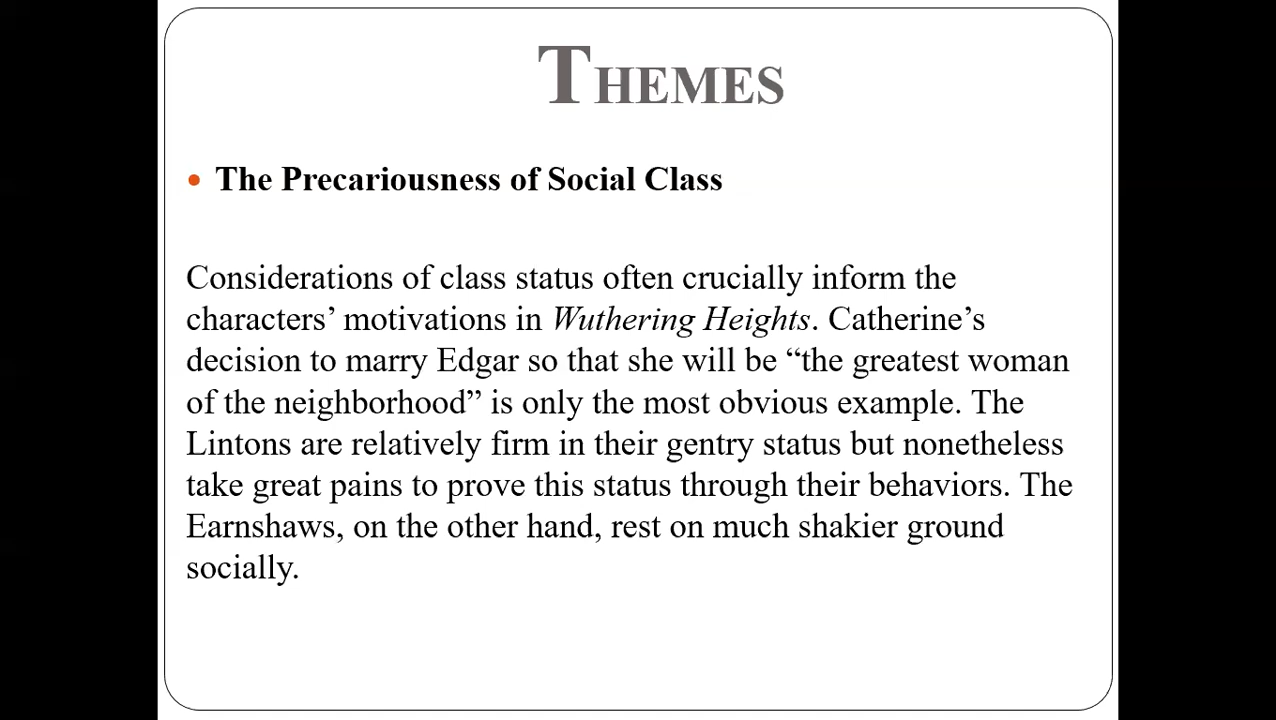 THEMES
• The Precariousness of Social Class
Considerations of class status often crucially inform the
characters’ motivations in Wuthering Heights. Catherine’s
decision to marry Edgar so that she will be “the greatest woman
of the neighborhood” is only the most obvious example. The
Lintons are relatively firm in their gentry status but nonetheless
take great pains to prove this status through their behaviors. The
Earnshaws, on the other hand, rest on much shakier ground
socially.